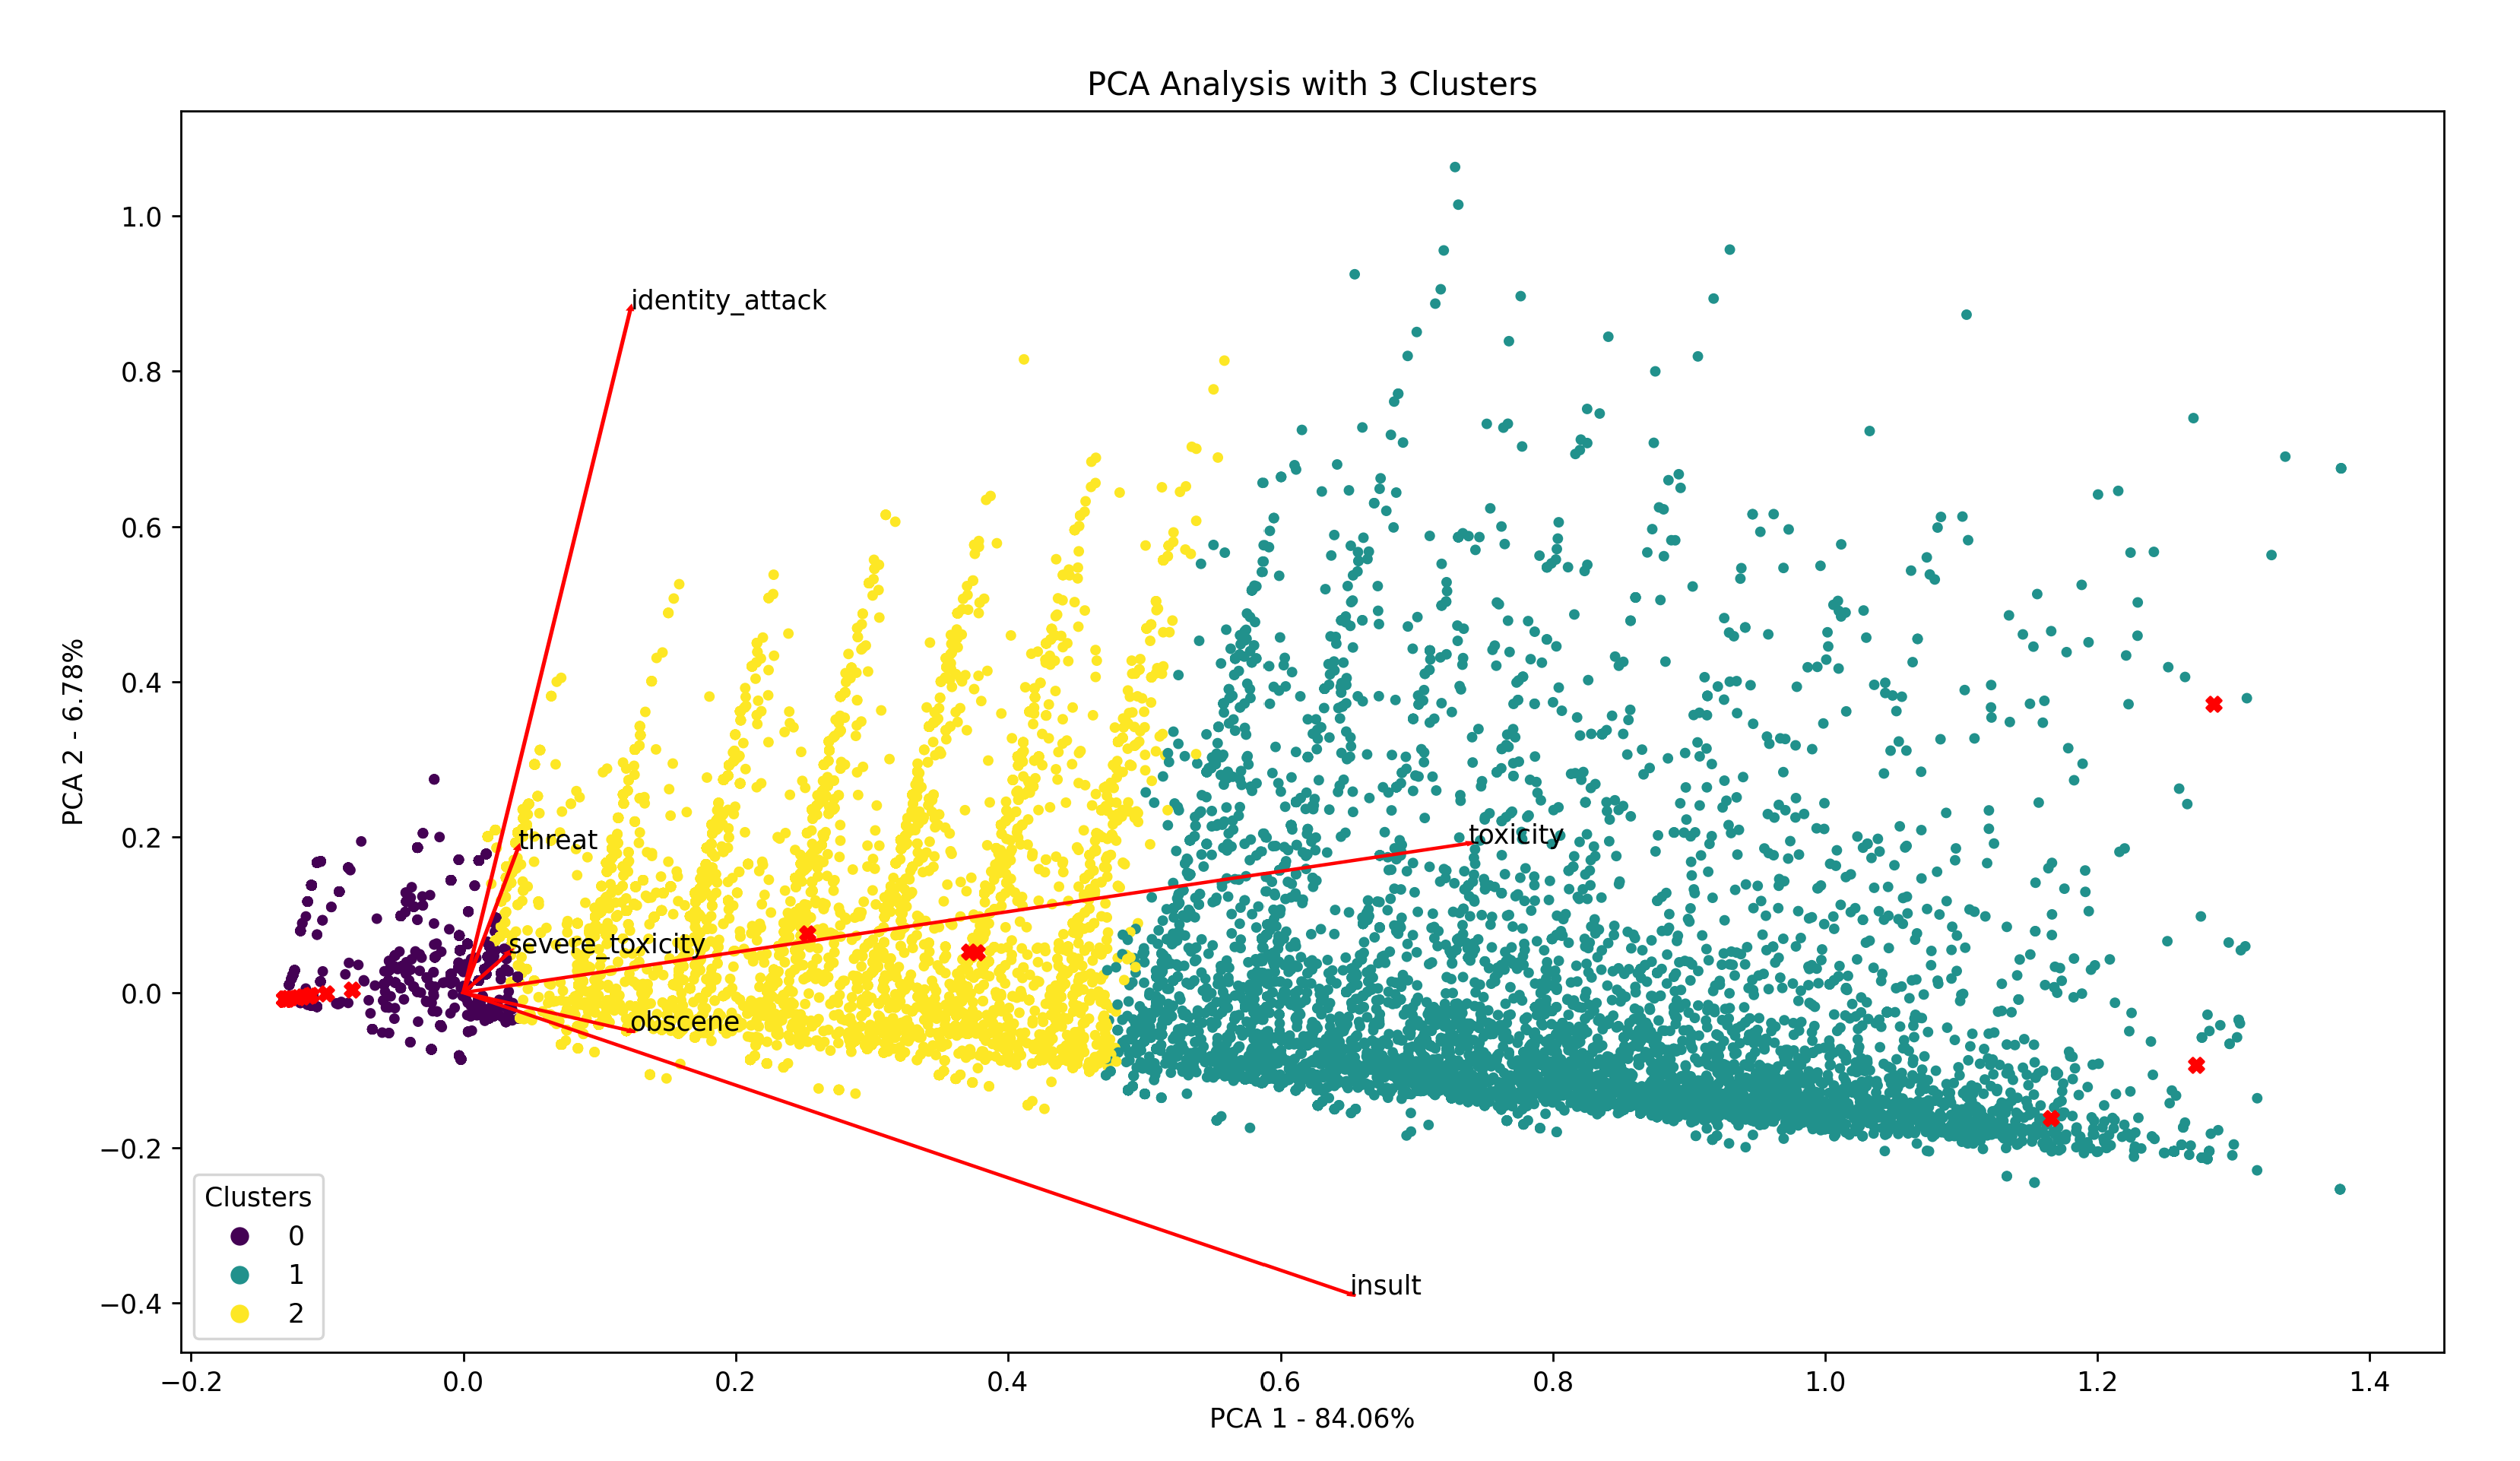 PCA Analysis with 3 Clusters
1.0
0.8
0.6
0.4
0.2
0.0
−0.2
−0.4
PCA 2 - 6.78%
identity_attack
threat
toxicity
severe_toxicity
obscene
insult
Clusters
0
1
2
−0.2 0.0 0.2 0.4 0.6 0.8 1.0 1.2 1.4
PCA 1 - 84.06%